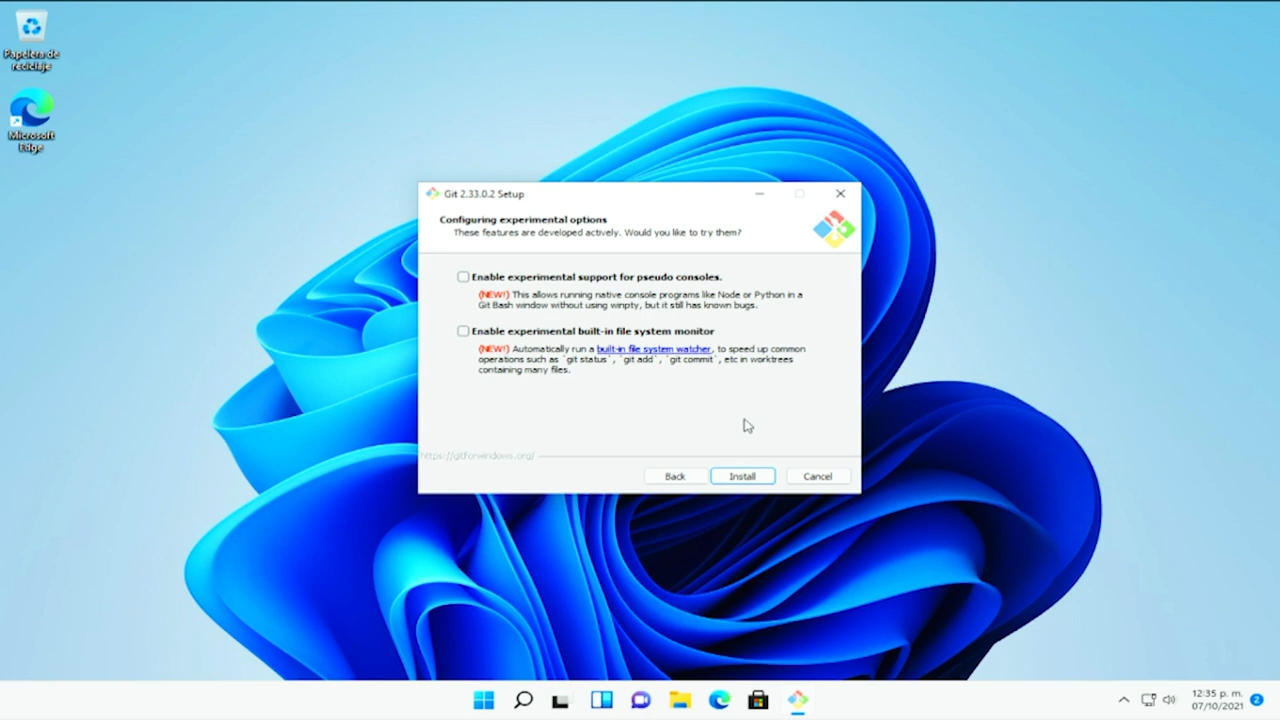 Papelera de
reciclaje
Microsoft
Edge
Git 2.33.0.2 Setup
Configuring experimental options
These features are developed actively. Would you like to try them?
Enable experimental support for pseudo consoles.
(NEW!) This allows running native console programs like Node or Python in a
Git Bash window without using winpty, but it still has known bugs.
Enable experimental built-in file system monitor
(NEW!) Automatically run a built-in file system watcher, to speed up common
operations such as `git status`, `git add`, `git commit`, etc in worktrees
containing many files.
https://gitforwindows.org/
Back
Install
Cancel
12:35 p. m.
07/10/2021
2